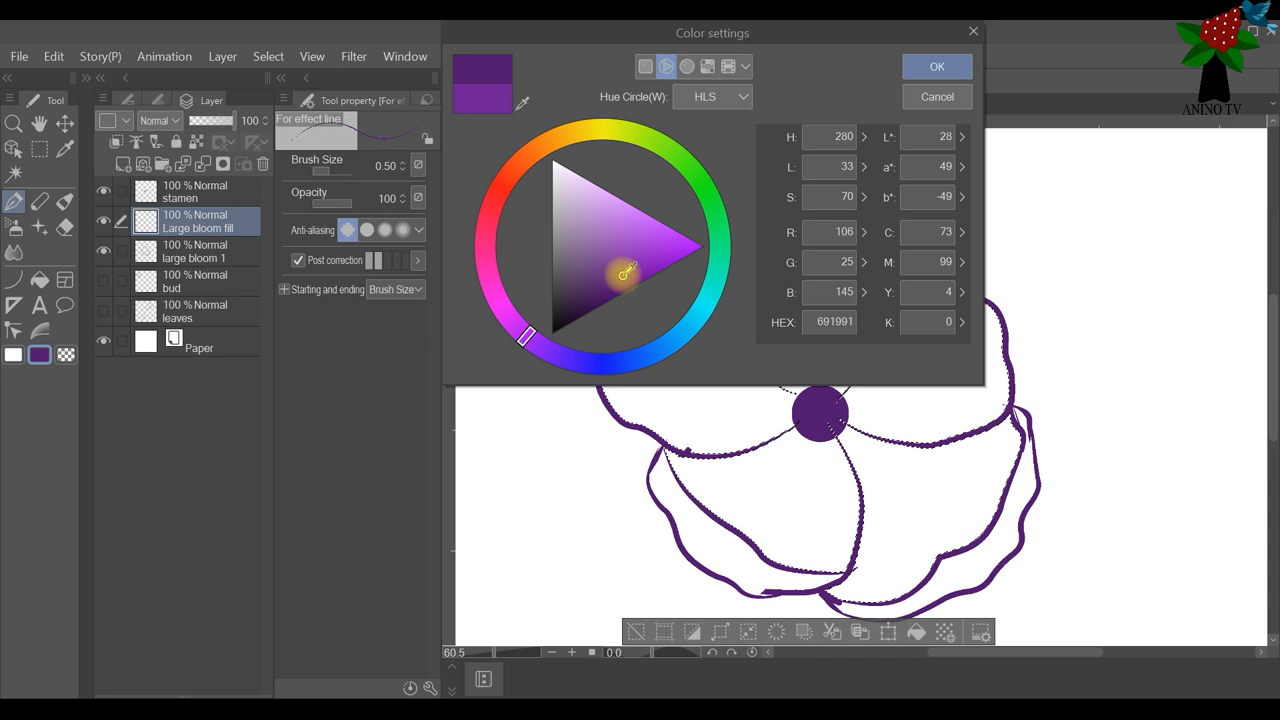 Color settings
File Edit Story(P) Animation Layer Select View Filter Window
ANINO TV
OK
Hue Circle(W): HLS
Cancel
Tool
Layer
Tool property [For ef
Normal 100
For effect line
H: 280 L*: 28
L: 33 a*: 49
S: 70 b*: -49
R: 106 C: 73
G: 25 M: 99
B: 145 Y: 4
HEX: 691991 K: 0
Brush Size 0.50
Opacity 100
Anti-aliasing
Post correction
Starting and ending Brush Size
100 % Normal
stamen
100 % Normal
Large bloom fill
100 % Normal
large bloom 1
100 % Normal
bud
100 % Normal
leaves
Paper
60.5 0.0